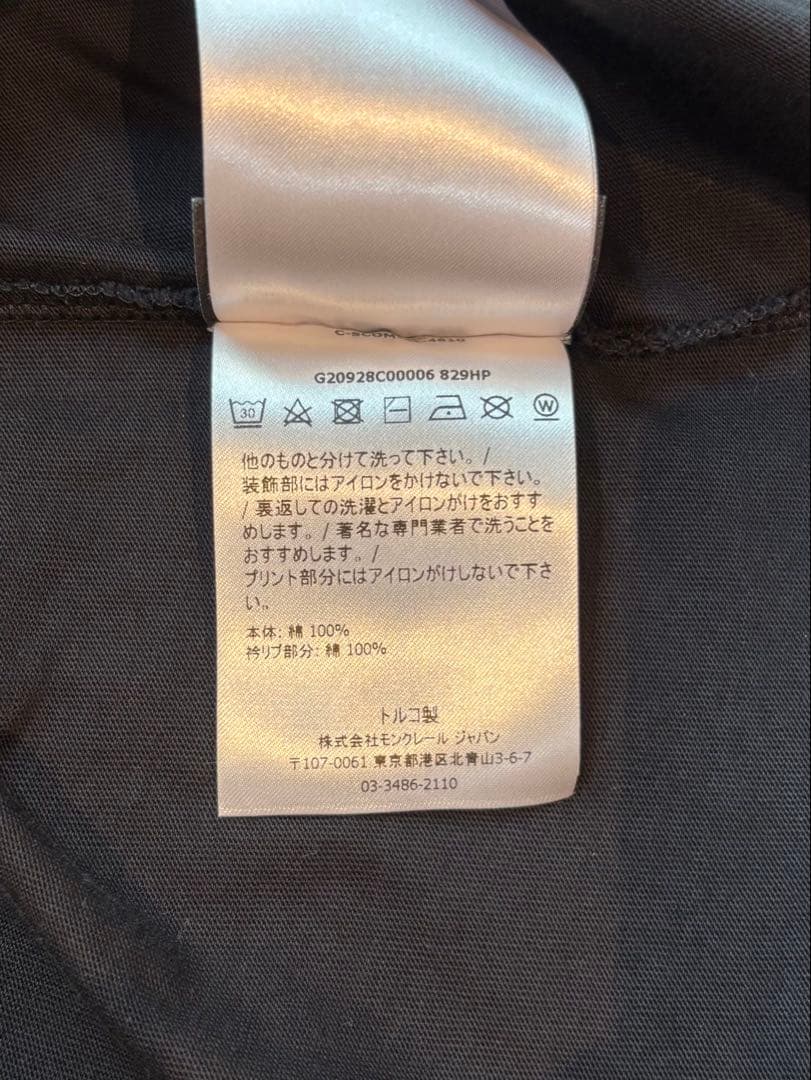 G20928C00006 829HP
30
W
他のものと分けて洗って下さい。/
装飾部にはアイロンをかけないで下さい。
/ 裏返しての洗濯とアイロンがけをおすす
めします。/ 著名な専門業者で洗うことを
おすすめします。/
プリント部分にはアイロンがけしないで下さ
い。
本体: 綿 100%
衿リブ部分: 綿 100%
トルコ製
株式会社モンクレール ジャパン
〒107-0061 東京都港区北青山3-6-7
03-3486-2110